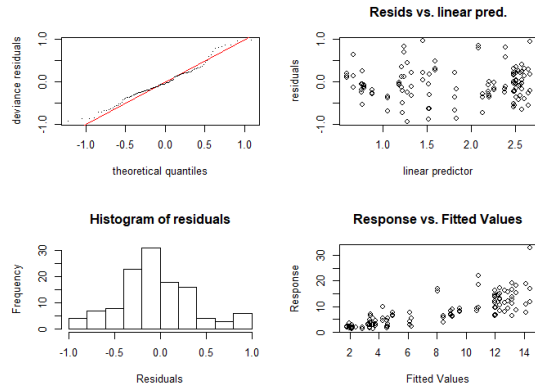 deviance residuals
-1.0 0.0 1.0
-1.0 -0.5 0.0 0.5 1.0
theoretical quantiles
Resids vs. linear pred.
residuals
-1.0 0.0 1.0
1.0 1.5 2.0 2.5
linear predictor
Histogram of residuals
Frequency
0 10 20 30
-1.0 -0.5 0.0 0.5 1.0
Residuals
Response vs. Fitted Values
Response
0 10 20 30
2 4 6 8 10 12 14
Fitted Values